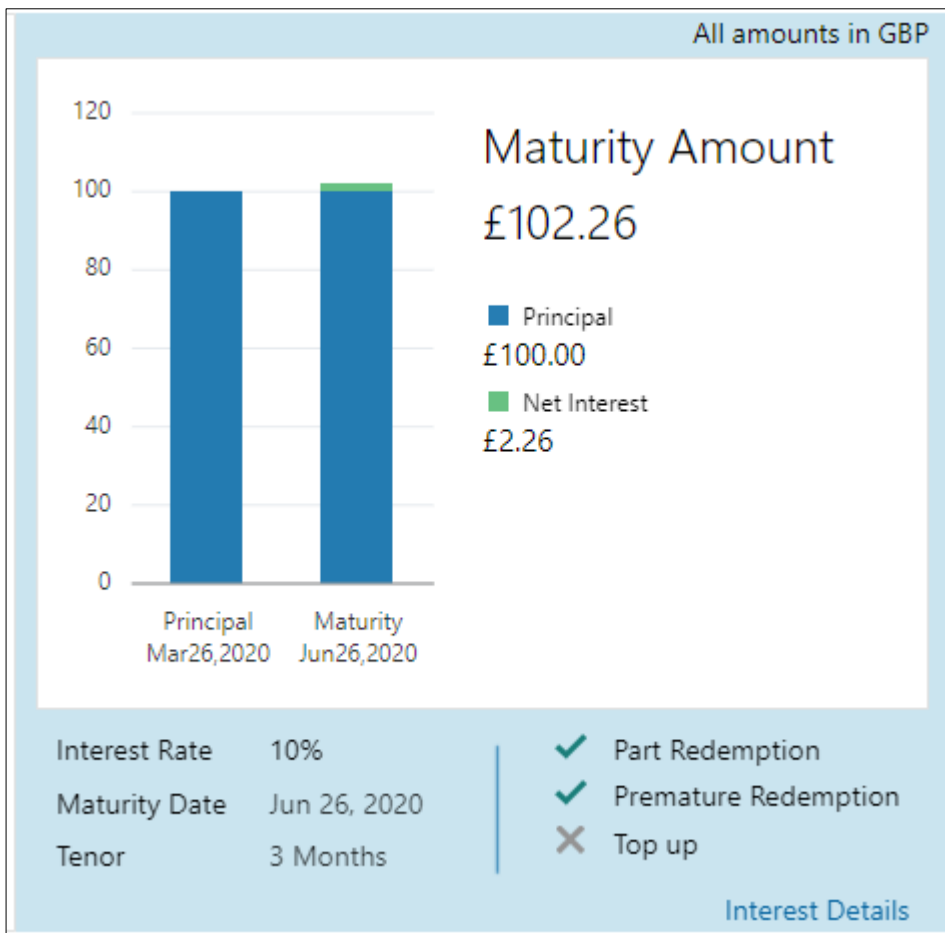 All amounts in GBP
120
100
80
60
40
20
0
Principal
Mar26,2020
Maturity
Jun26,2020
Maturity Amount
£102.26
Principal
£100.00
Net Interest
£2.26
Interest Rate 10%
Maturity Date Jun 26, 2020
Tenor 3 Months
Part Redemption
Premature Redemption
Top up
Interest Details